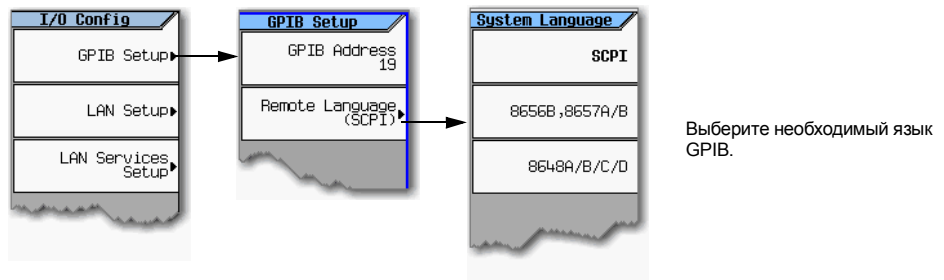 I/O Config
GPIB Setup
LAN Setup
LAN Services
Setup
GPIB Setup
GPIB Address
19
Remote Language
(SCPI)
System Language
SCPI
8656B,8657A/B
8648A/B/C/D
Выберите необходимый язык
GPIB.